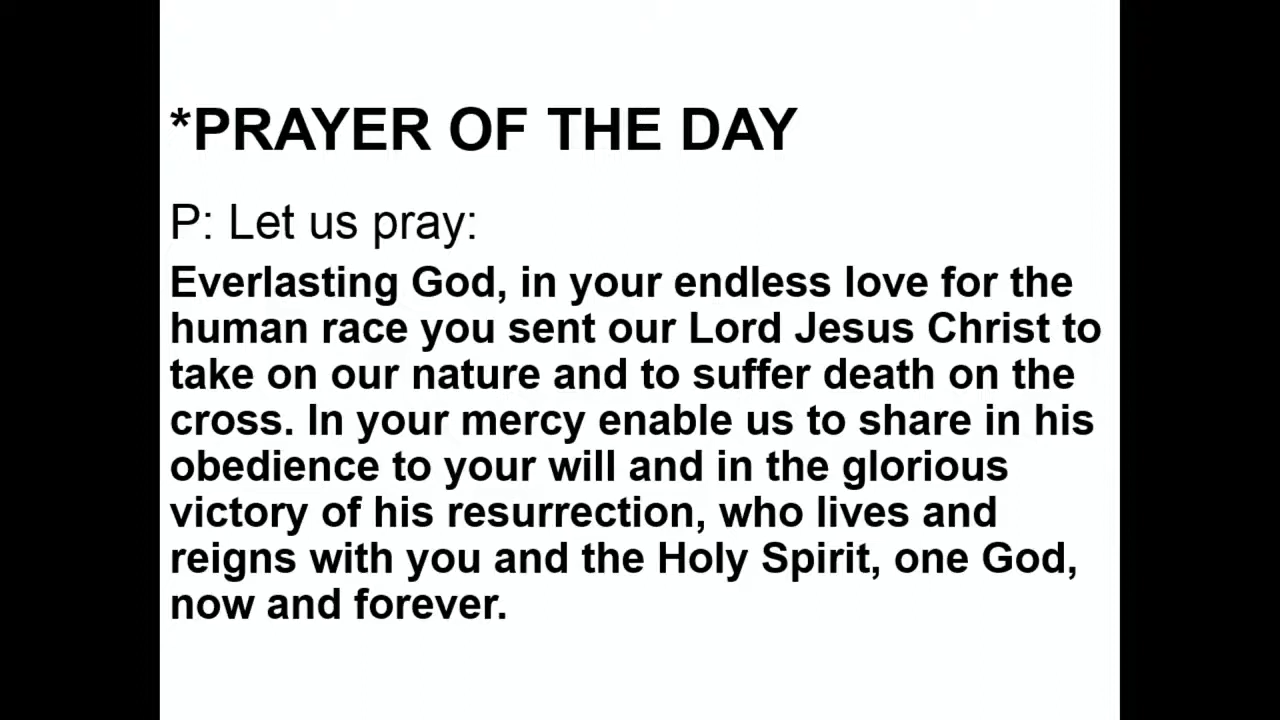 *PRAYER OF THE DAY
P: Let us pray:
Everlasting God, in your endless love for the
human race you sent our Lord Jesus Christ to
take on our nature and to suffer death on the
cross. In your mercy enable us to share in his
obedience to your will and in the glorious
victory of his resurrection, who lives and
reigns with you and the Holy Spirit, one God,
now and forever.